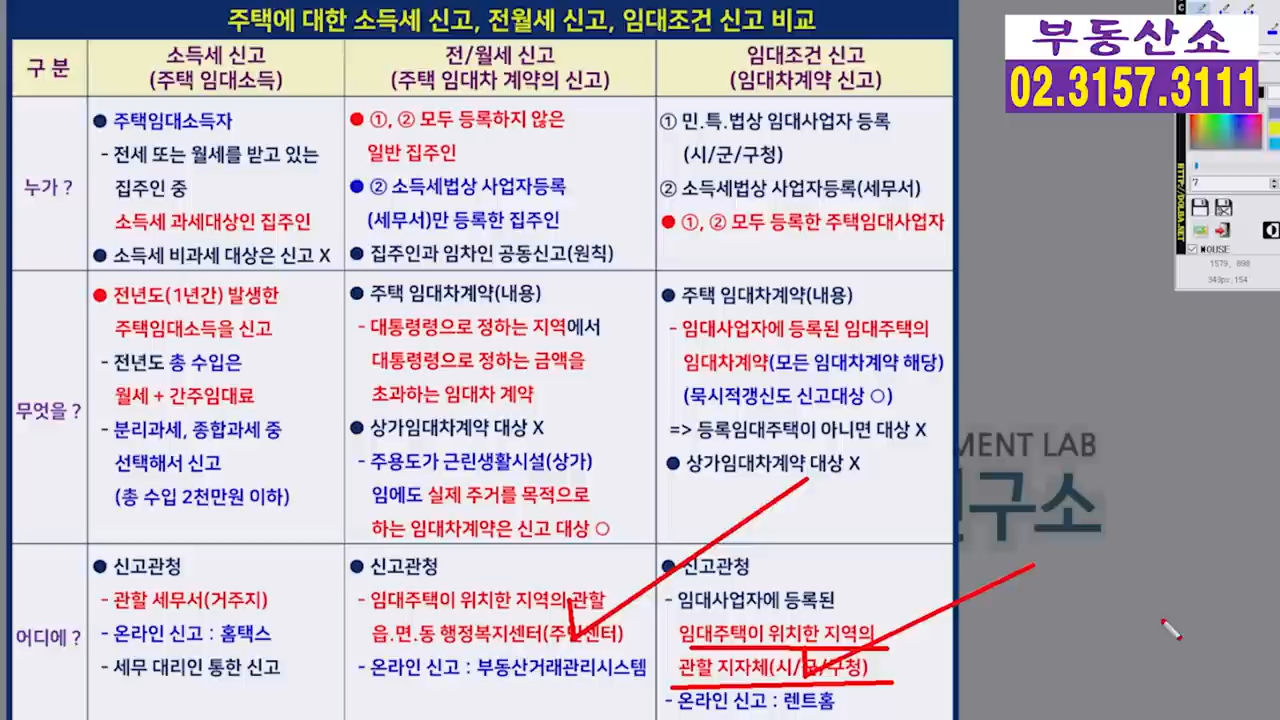 주택에 대한 소득세 신고, 전월세 신고, 임대조건 신고 비교
구 분
소득세 신고
(주택 임대소득)
전/월세 신고
(주택 임대차 계약의 신고)
임대조건 신고
(임대차계약 신고)
누가 ?
● 주택임대소득자
- 전세 또는 월세를 받고 있는
집주인 중
소득세 과세대상인 집주인
● 소득세 비과세 대상은 신고 X
● ①, ② 모두 등록하지 않은
일반 집주인
● ② 소득세법상 사업자등록
(세무서)만 등록한 집주인
● 집주인과 임차인 공동신고(원칙)
① 민.특.법상 임대사업자 등록
(시/군/구청)
② 소득세법상 사업자등록(세무서)
● ①, ② 모두 등록한 주택임대사업자
무엇을 ?
● 전년도(1년간) 발생한
주택임대소득을 신고
- 전년도 총 수입은
월세 + 간주임대료
- 분리과세, 종합과세 중
선택해서 신고
(총 수입 2천만원 이하)
● 주택 임대차계약(내용)
- 대통령령으로 정하는 지역에서
대통령령으로 정하는 금액을
초과하는 임대차 계약
● 상가임대차계약 대상 X
- 주용도가 근린생활시설(상가)
임에도 실제 주거를 목적으로
하는 임대차계약은 신고 대상 ○
● 주택 임대차계약(내용)
- 임대사업자에 등록된 임대주택의
임대차계약(모든 임대차계약 해당)
(묵시적갱신도 신고대상 ○)
=> 등록임대주택이 아니면 대상 X
● 상가임대차계약 대상 X
어디에 ?
● 신고관청
- 관할 세무서(거주지)
- 온라인 신고 : 홈택스
- 세무 대리인 통한 신고
● 신고관청
- 임대주택이 위치한 지역의 관할
읍.면.동 행정복지센터(주민센터)
- 온라인 신고 : 부동산거래관리시스템
● 신고관청
- 임대사업자에 등록된
임대주택이 위치한 지역의
관할 지자체(시/군/구청)
- 온라인 신고 : 렌트홈
부동산쇼
02.3157.3111
HTTP://DOLBA.NET
7
MOUSE
1579, 898
343px,154
MENT LAB
연구소